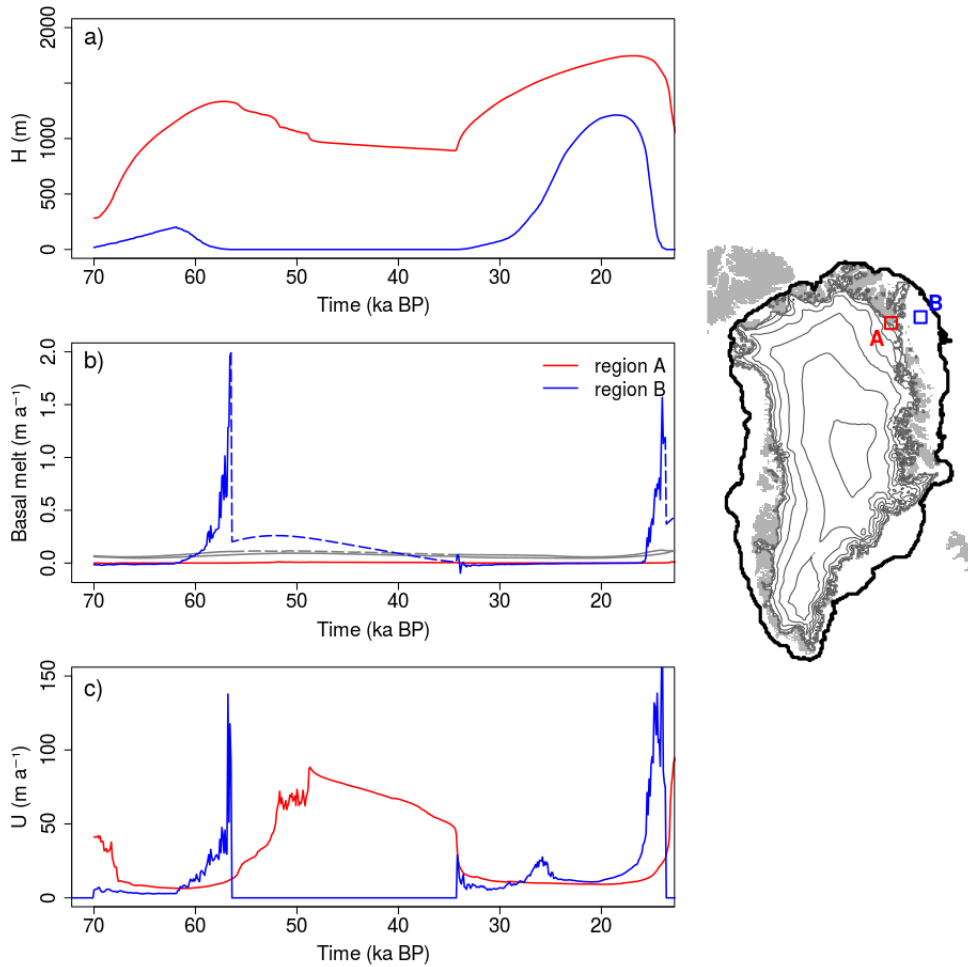 a)
H (m)
2000
1000
500
0
70 60 50 40 30 20
Time (ka BP)
b)
region A
region B
Basal melt (m a⁻¹)
2.0
1.5
1.0
0.5
0.0
70 60 50 40 30 20
Time (ka BP)
c)
U (m a⁻¹)
150
100
50
0
70 60 50 40 30 20
Time (ka BP)
B
A